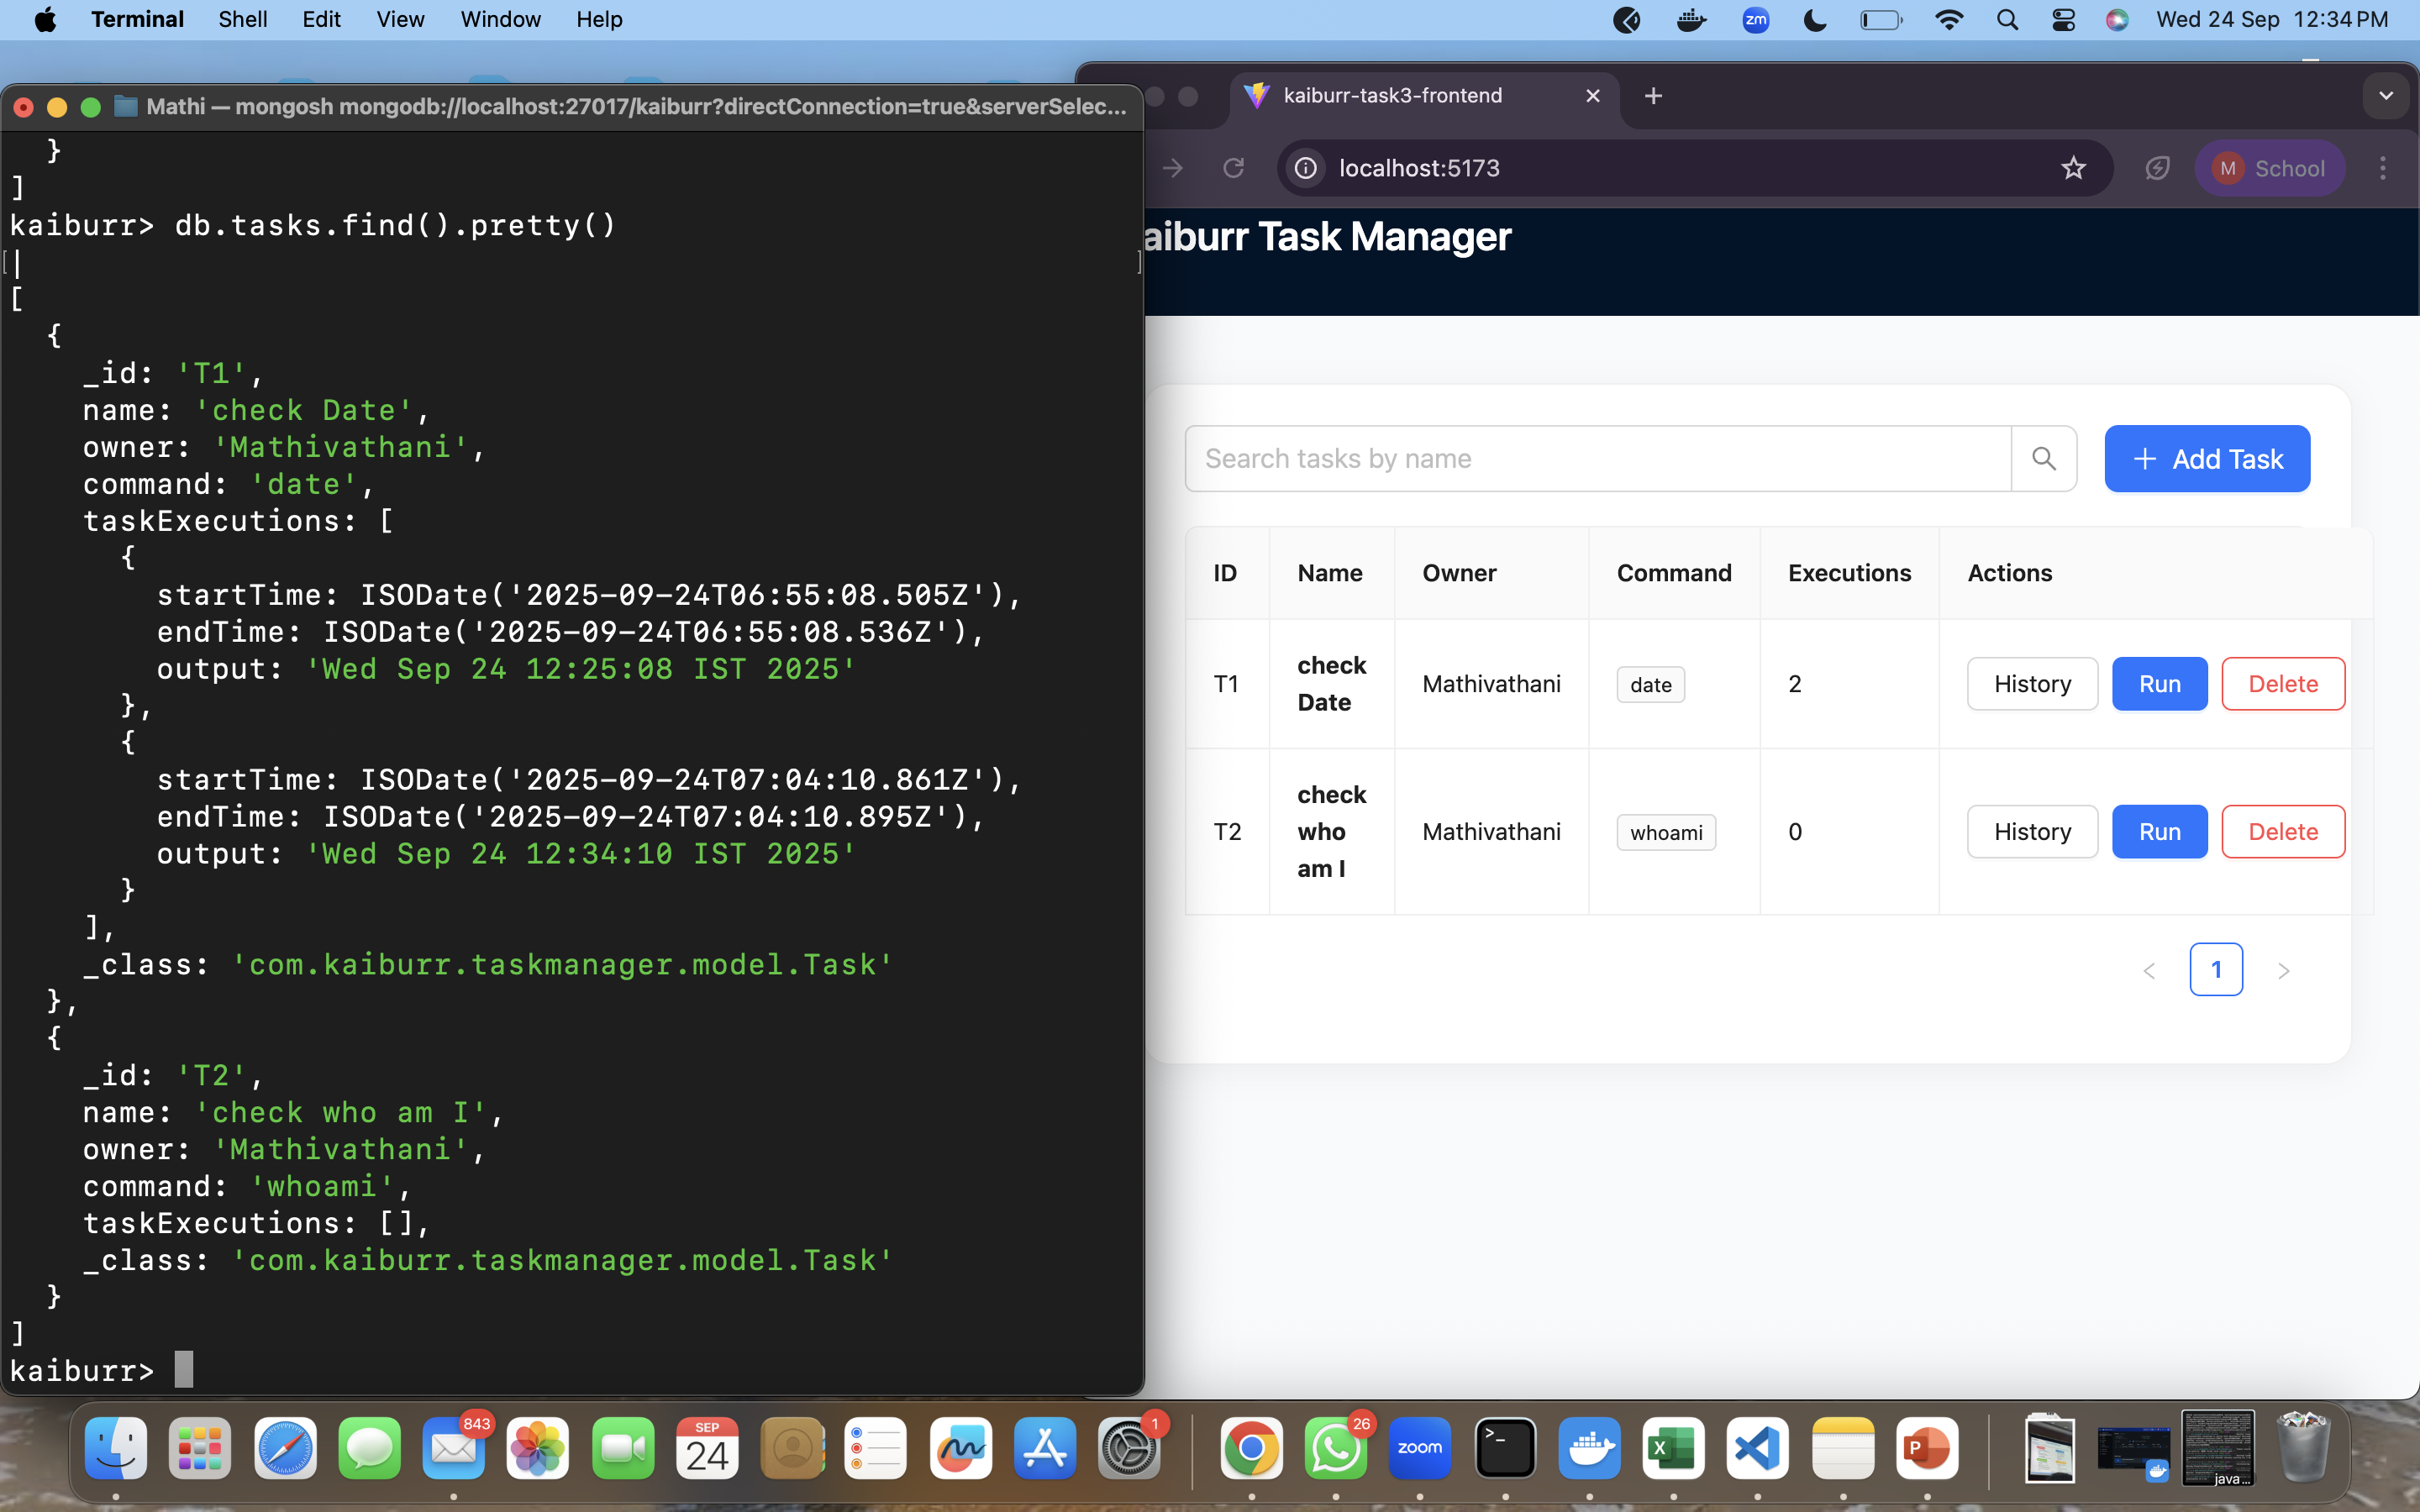 Terminal Shell Edit View Window Help
zm
Wed 24 Sep 12:34 PM
Mathi — mongosh mongodb://localhost:27017/kaiburr?directConnection=true&serverSelec...
}
]
kaiburr> db.tasks.find().pretty()
[
{
_id: 'T1',
name: 'check Date',
owner: 'Mathivathani',
command: 'date',
taskExecutions: [
{
startTime: ISODate('2025-09-24T06:55:08.505Z'),
endTime: ISODate('2025-09-24T06:55:08.536Z'),
output: 'Wed Sep 24 12:25:08 IST 2025'
},
{
startTime: ISODate('2025-09-24T07:04:10.861Z'),
endTime: ISODate('2025-09-24T07:04:10.895Z'),
output: 'Wed Sep 24 12:34:10 IST 2025'
}
],
_class: 'com.kaiburr.taskmanager.model.Task'
},
{
_id: 'T2',
name: 'check who am I',
owner: 'Mathivathani',
command: 'whoami',
taskExecutions: [],
_class: 'com.kaiburr.taskmanager.model.Task'
}
]
kaiburr>
kaiburr-task3-frontend
localhost:5173
M School
aiburr Task Manager
Search tasks by name
+ Add Task
ID Name Owner Command Executions Actions
T1 check Date Mathivathani date 2 History Run Delete
T2 check who am I Mathivathani whoami 0 History Run Delete
< 1 >
843
SEP
24
1
26
zoom
>_
X
P
java...